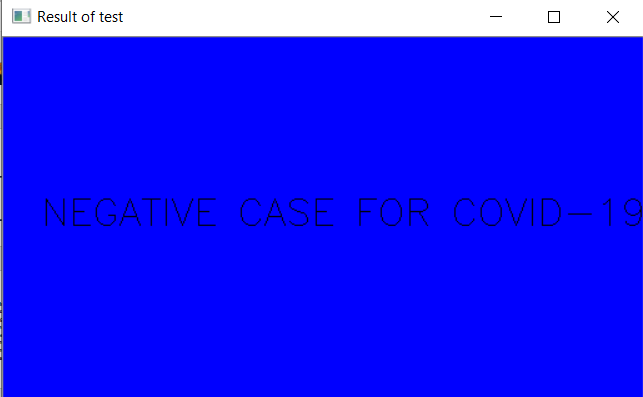 Result of test
NEGATIVE CASE FOR COVID-19